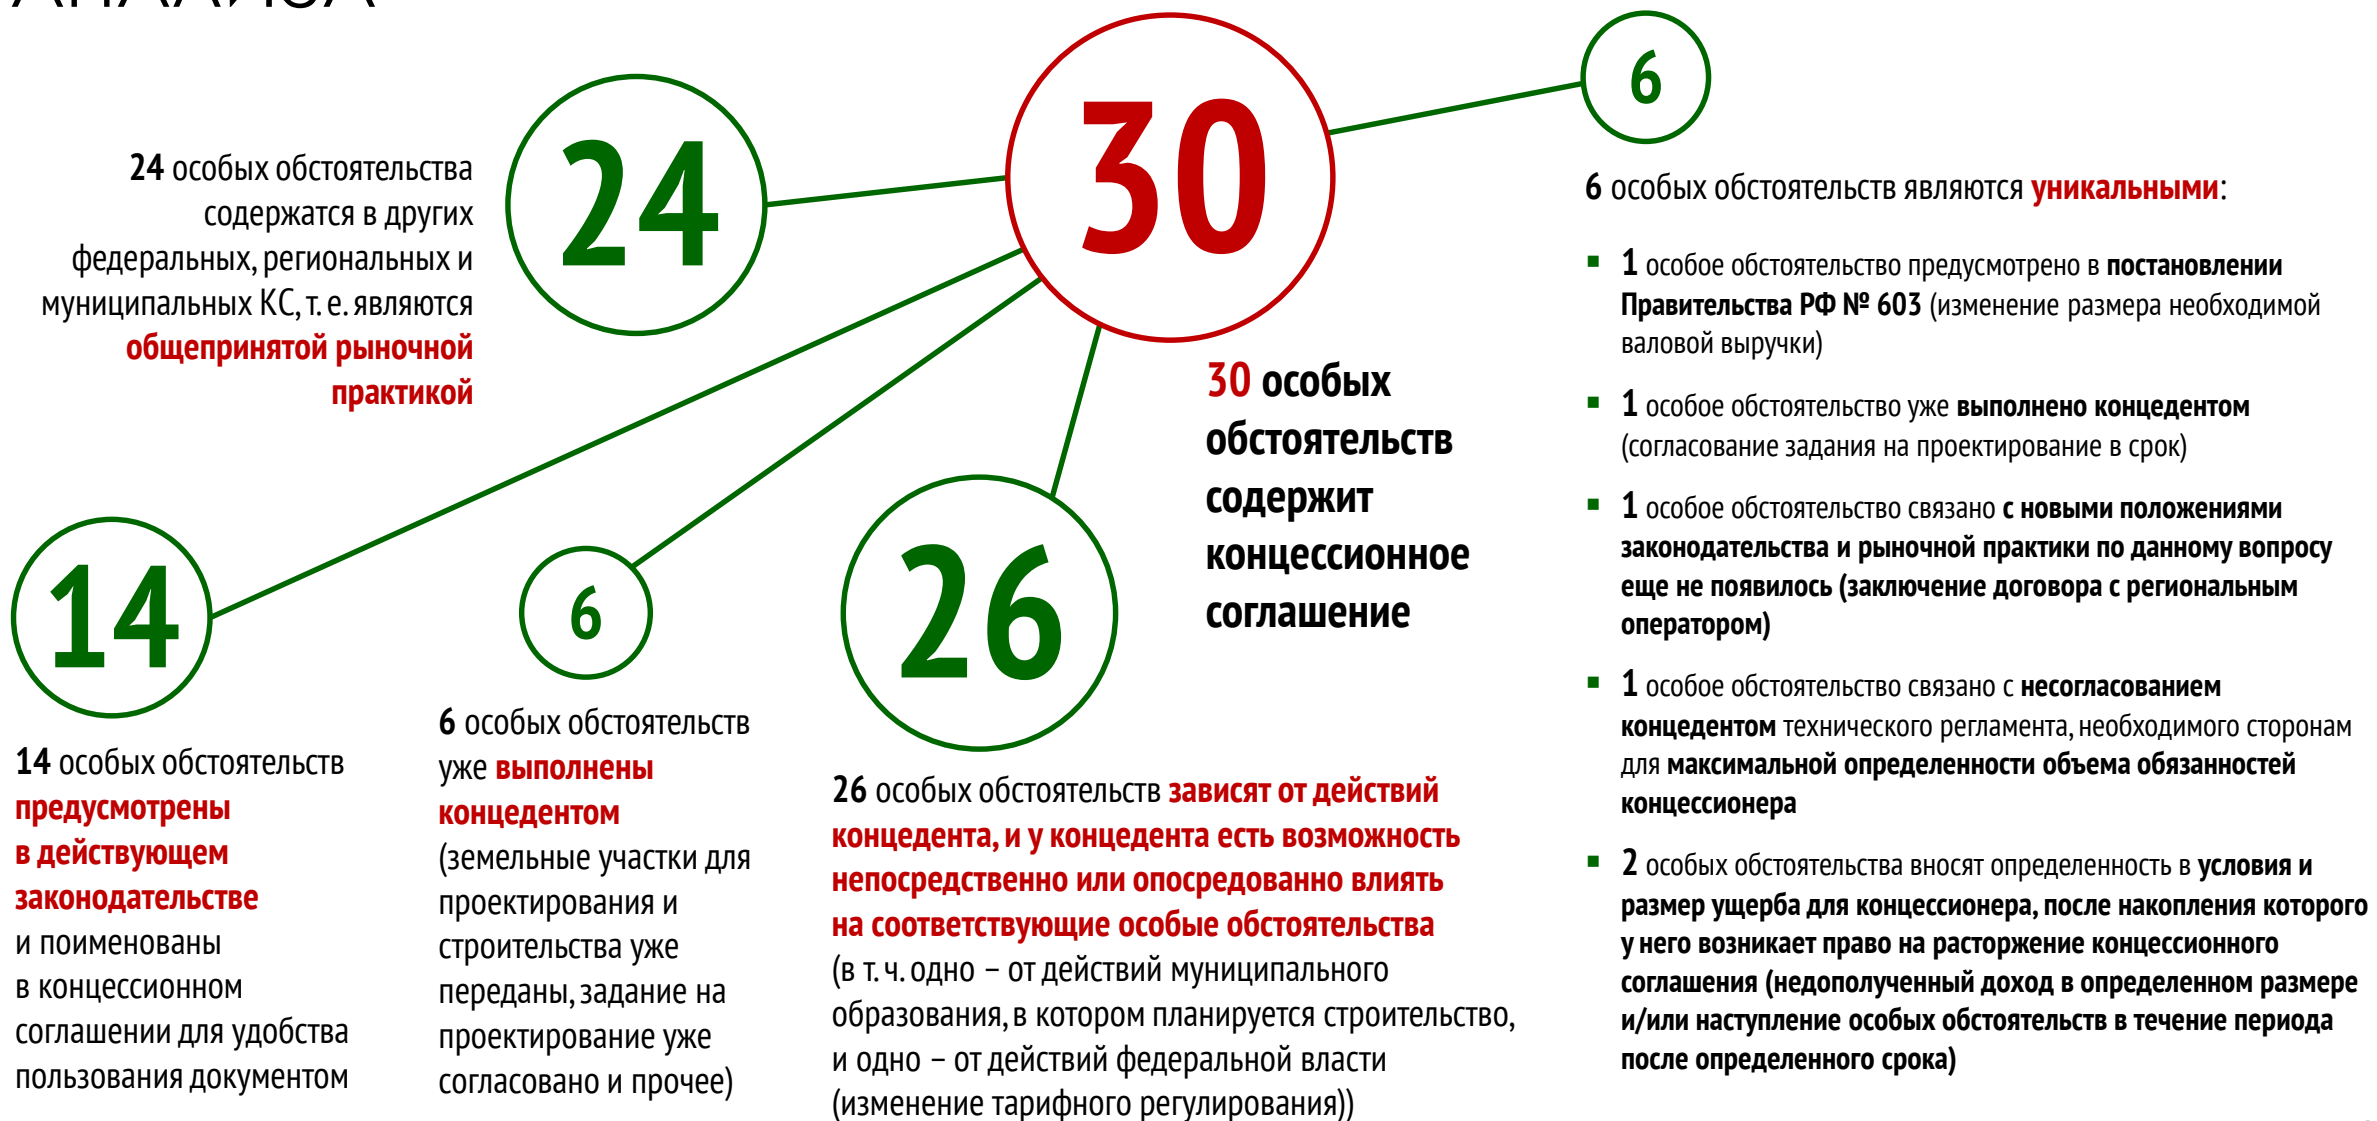 24
24 особых обстоятельства
содержатся в других
федеральных, региональных и
муниципальных КС, т. е. являются
общепринятой рыночной
практикой
30
30 особых
обстоятельств
содержит
концессионное
соглашение
14
14 особых обстоятельств
предусмотрены
в действующем
законодательстве
и поименованы
в концессионном
соглашении для удобства
пользования документом
6
6 особых обстоятельств
уже выполнены
концедентом
(земельные участки для
проектирования и
строительства уже
переданы, задание на
проектирование уже
согласовано и прочее)
26
26 особых обстоятельств зависят от действий
концедента, и у концедента есть возможность
непосредственно или опосредованно влиять
на соответствующие особые обстоятельства
(в т. ч. одно – от действий муниципального
образования, в котором планируется строительство,
и одно – от действий федеральной власти
(изменение тарифного регулирования))
6
6 особых обстоятельств являются уникальными:
▪ 1 особое обстоятельство предусмотрено в постановлении
Правительства РФ № 603 (изменение размера необходимой
валовой выручки)
▪ 1 особое обстоятельство уже выполнено концедентом
(согласование задания на проектирование в срок)
▪ 1 особое обстоятельство связано с новыми положениями
законодательства и рыночной практики по данному вопросу
еще не появилось (заключение договора с региональным
оператором)
▪ 1 особое обстоятельство связано с несогласованием
концедентом технического регламента, необходимого сторонам
для максимальной определенности объема обязанностей
концессионера
▪ 2 особых обстоятельства вносят определенность в условия и
размер ущерба для концессионера, после накопления которого
у него возникает право на расторжение концессионного
соглашения (недополученный доход в определенном размере
и/или наступление особых обстоятельств в течение периода
после определенного срока)